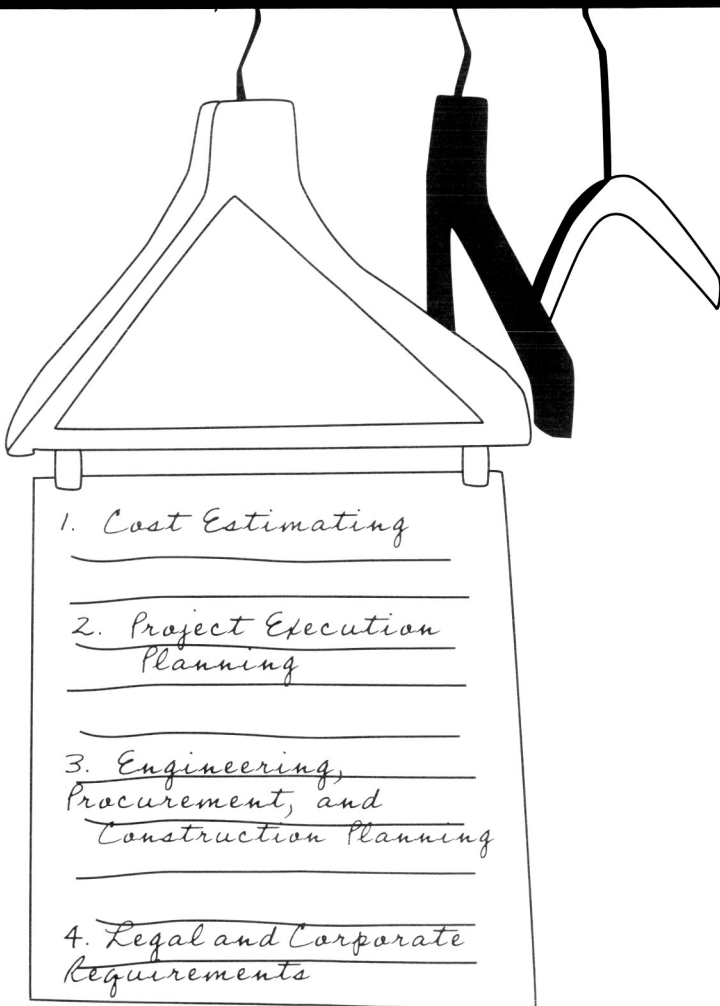 1. Cost Estimating
2. Project Execution
Planning
3. Engineering,
Procurement, and
Construction Planning
4. Legal and Corporate
Requirements